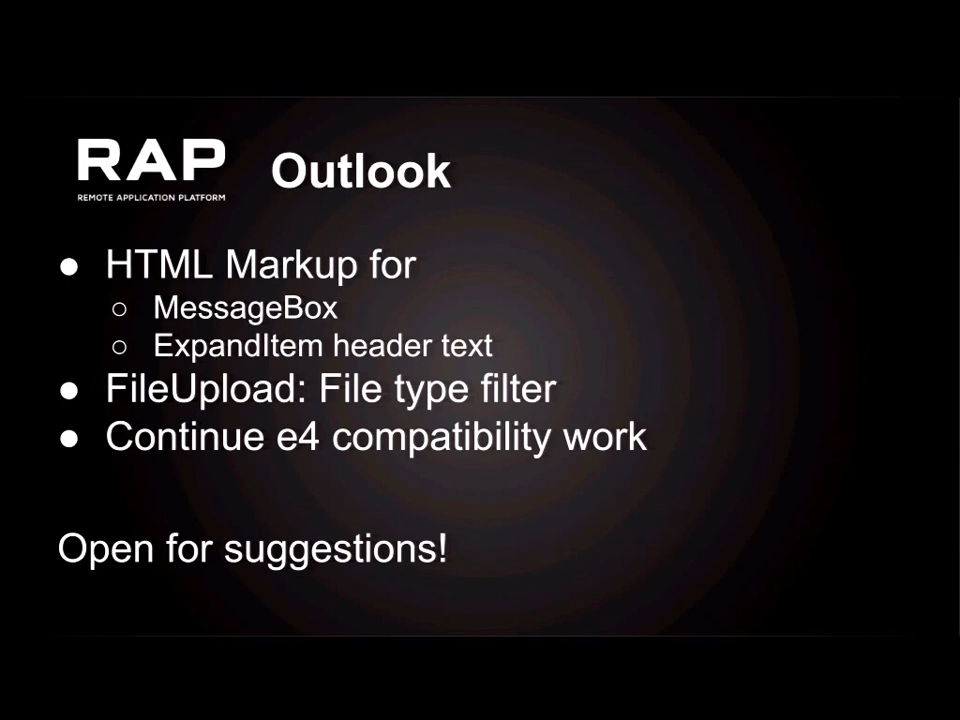 RAP
REMOTE APPLICATION PLATFORM
Outlook
● HTML Markup for
○ MessageBox
○ ExpandItem header text
● FileUpload: File type filter
● Continue e4 compatibility work
Open for suggestions!